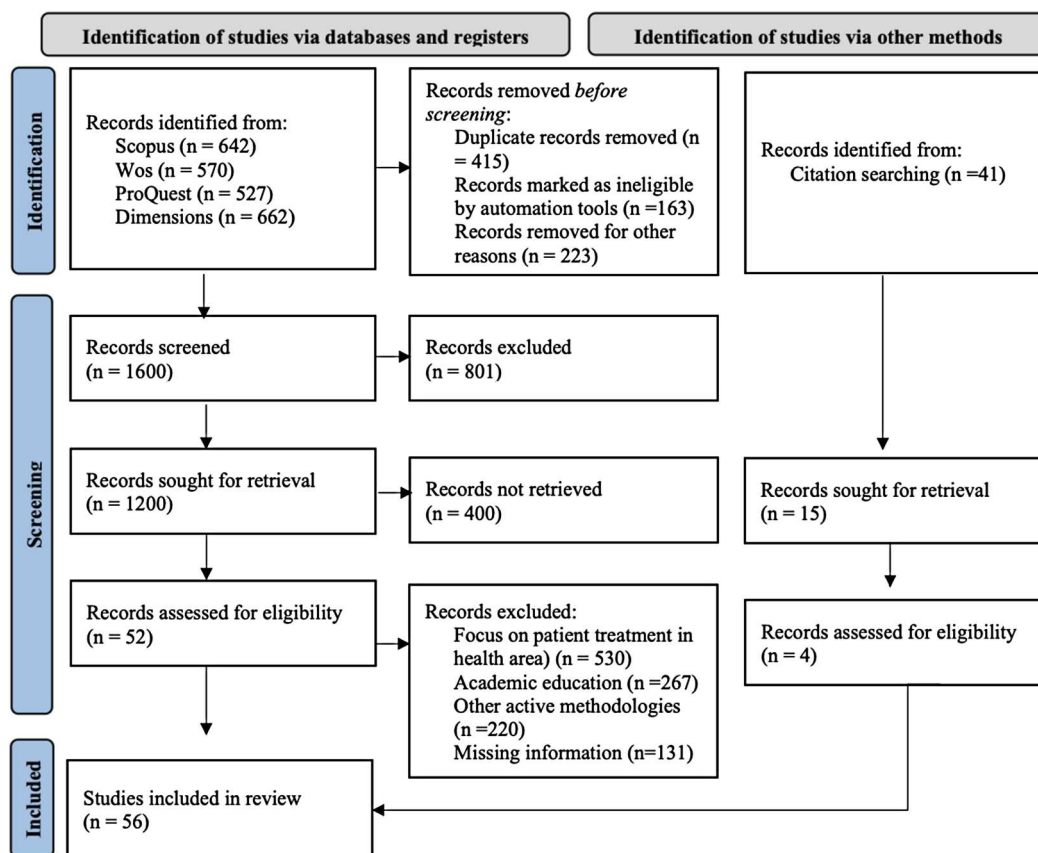 Identification of studies via databases and registers
Identification of studies via other methods
Identification
Records identified from:
Scopus (n = 642)
Wos (n = 570)
ProQuest (n = 527)
Dimensions (n = 662)
Records removed before
screening:
Duplicate records removed (n
= 415)
Records marked as ineligible
by automation tools (n =163)
Records removed for other
reasons (n = 223)
Records identified from:
Citation searching (n =41)
Screening
Records screened
(n = 1600)
Records excluded
(n = 801)
Records sought for retrieval
(n = 1200)
Records not retrieved
(n = 400)
Records sought for retrieval
(n = 15)
Records assessed for eligibility
(n = 52)
Records excluded:
Focus on patient treatment in
health area) (n = 530)
Academic education (n =267)
Other active methodologies
(n =220)
Missing information (n=131)
Records assessed for eligibility
(n = 4)
Included
Studies included in review
(n = 56)